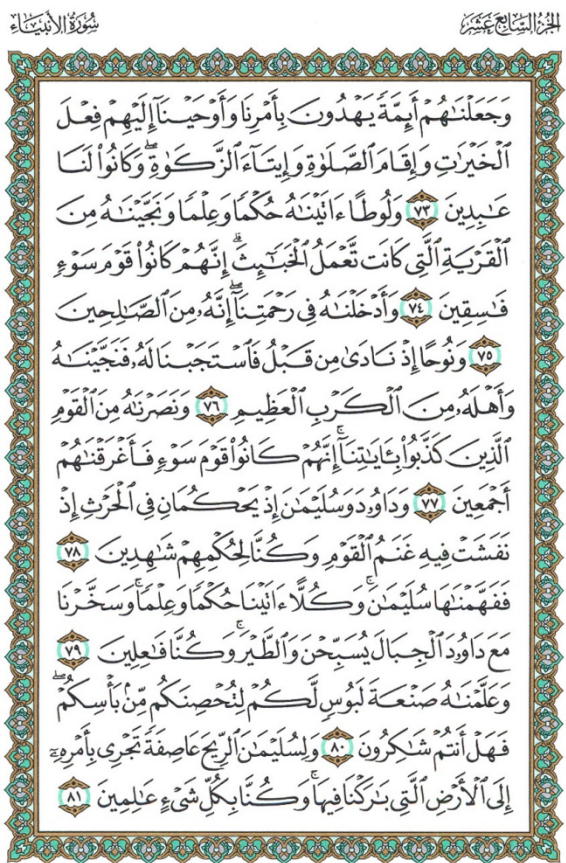 الجزء السابع عشر
سورة الأنبياء
وَجَعَلۡنَٰهُمۡ أَئِمَّةٗ يَهۡدُونَ بِأَمۡرِنَا وَأَوۡحَيۡنَآ إِلَيۡهِمۡ فِعۡلَ
ٱلۡخَيۡرَٰتِ وَإِقَامَ ٱلصَّلَوٰةِ وَإِيتَآءَ ٱلزَّكَوٰةِۖ وَكَانُواْ لَنَا
عَٰبِدِينَ ٧٣ وَلُوطًا ءَاتَيۡنَٰهُ حُكۡمٗا وَعِلۡمٗا وَنَجَّيۡنَٰهُ مِنَ
ٱلۡقَرۡيَةِ ٱلَّتِي كَانَت تَّعۡمَلُ ٱلۡخَبَٰٓئِثَۚ إِنَّهُمۡ كَانُواْ قَوۡمَ سَوۡءٖ
فَٰسِقِينَ ٧٤ وَأَدۡخَلۡنَٰهُ فِي رَحۡمَتِنَآۖ إِنَّهُۥ مِنَ ٱلصَّٰلِحِينَ
٧٥ وَنُوحًا إِذۡ نَادَىٰ مِن قَبۡلُ فَٱسۡتَجَبۡنَا لَهُۥ فَنَجَّيۡنَٰهُ
وَأَهۡلَهُۥ مِنَ ٱلۡكَرۡبِ ٱلۡعَظِيمِ ٧٦ وَنَصَرۡنَٰهُ مِنَ ٱلۡقَوۡمِ
ٱلَّذِينَ كَذَّبُواْ بِـَٔايَٰتِنَآۚ إِنَّهُمۡ كَانُواْ قَوۡمَ سَوۡءٖ فَأَغۡرَقۡنَٰهُمۡ
أَجۡمَعِينَ ٧٧ وَدَاوُۥدَ وَسُلَيۡمَٰنَ إِذۡ يَحۡكُمَانِ فِي ٱلۡحَرۡثِ إِذۡ
نَفَشَتۡ فِيهِ غَنَمُ ٱلۡقَوۡمِ وَكُنَّا لِحُكۡمِهِمۡ شَٰهِدِينَ ٧٨
فَفَهَّمۡنَٰهَا سُلَيۡمَٰنَۚ وَكُلًّا ءَاتَيۡنَا حُكۡمٗا وَعِلۡمٗاۚ وَسَخَّرۡنَا
مَعَ دَاوُۥدَ ٱلۡجِبَالَ يُسَبِّحۡنَ وَٱلطَّيۡرَۚ وَكُنَّا فَٰعِلِينَ ٧٩
وَعَلَّمۡنَٰهُ صَنۡعَةَ لَبُوسٖ لَّكُمۡ لِتُحۡصِنَكُم مِّنۢ بَأۡسِكُمۡۖ
فَهَلۡ أَنتُمۡ شَٰكِرُونَ ٨٠ وَلِسُلَيۡمَٰنَ ٱلرِّيحَ عَاصِفَةٗ تَجۡرِي بِأَمۡرِهِۦٓ
إِلَى ٱلۡأَرۡضِ ٱلَّتِي بَٰرَكۡنَا فِيهَاۚ وَكُنَّا بِكُلِّ شَيۡءٍ عَٰلِمِينَ ٨١